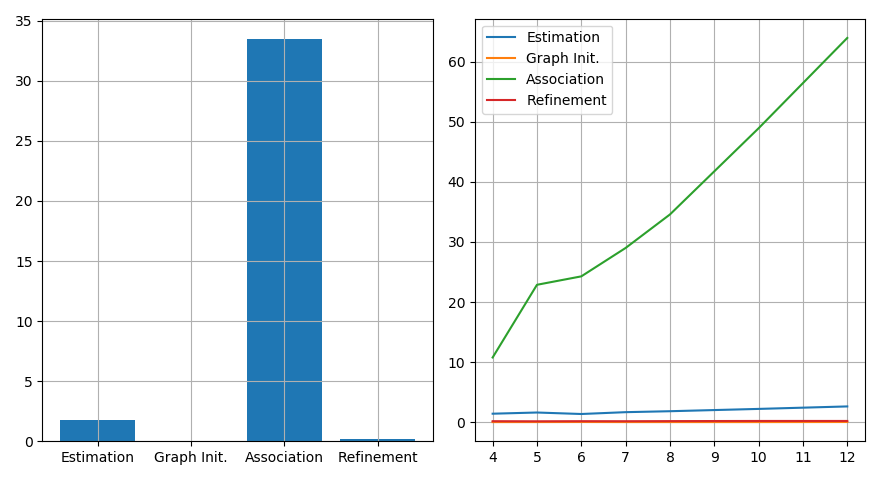 35
30
25
20
15
10
5
0
Estimation Graph Init. Association Refinement
Estimation
Graph Init.
Association
Refinement
60
50
40
30
20
10
0
4 5 6 7 8 9 10 11 12